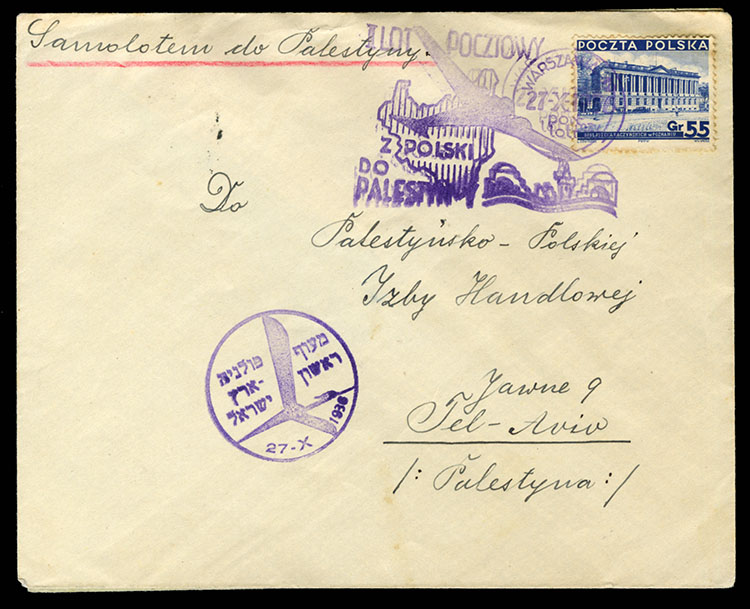 Samolotem do Palestyny.
I LOT POCZTOWY
Z POLSKI
DO
PALESTYNY
WARSZAWA
27-X
POCZTA POLSKA
Gr. 55
Do
Palestyńsko-Polskiej
Izby Handlowej
Jawne 9
Tel-Aviv
/: Palestyna :/
מעוף
ראשון
פולניה
-ארץ
ישראל
27-X 1936